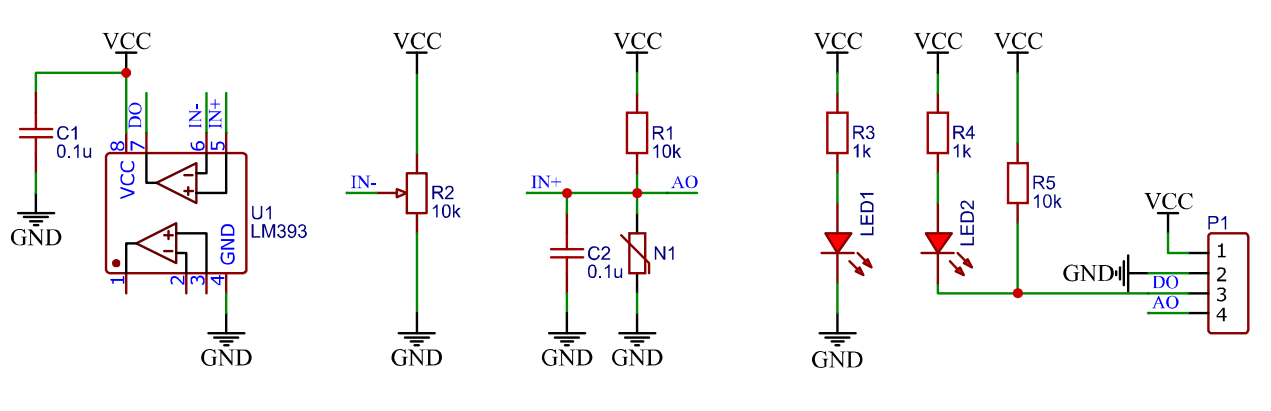 VCC
C1
0.1u
GND
DO
IN-
IN+
8
7
6
5
VCC
GND
U1
LM393
1
2
3
4
GND
VCC
IN-
R2
10k
GND
VCC
R1
10k
IN+
AO
C2
0.1u
N1
GND
GND
VCC
R3
1k
LED1
GND
VCC
R4
1k
LED2
VCC
R5
10k
VCC
P1
GND
DO
AO
1
2
3
4